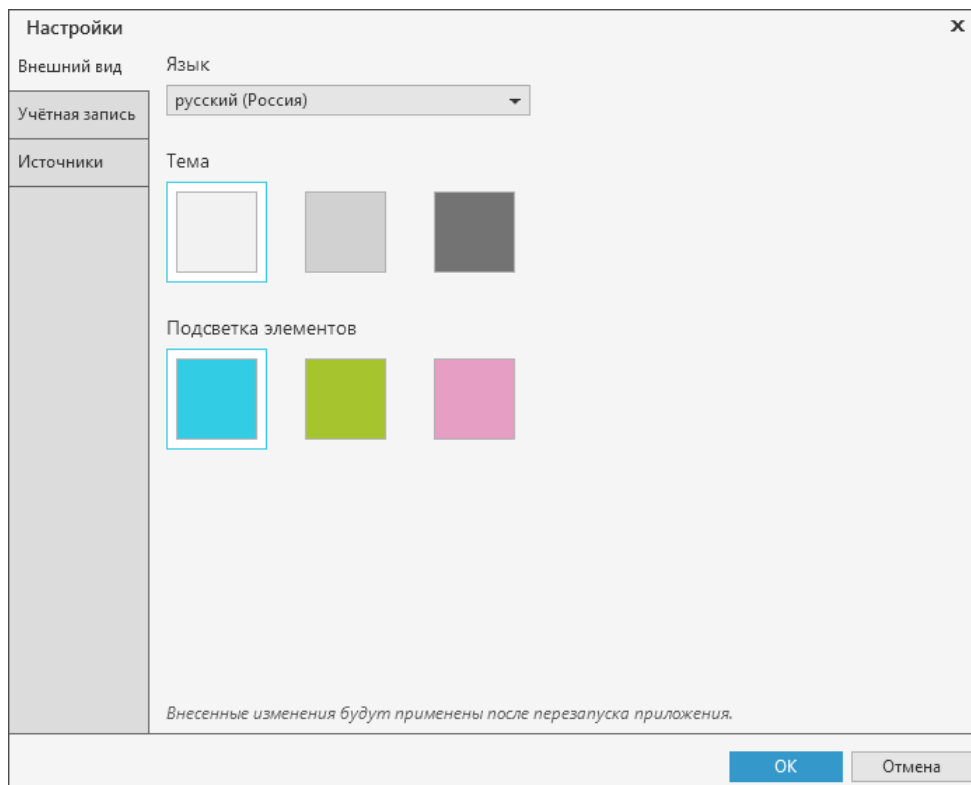 Настройки
x
Внешний вид
Учётная запись
Источники
Язык
русский (Россия)
Тема
Подсветка элементов
Внесенные изменения будут применены после перезапуска приложения.
ОК
Отмена